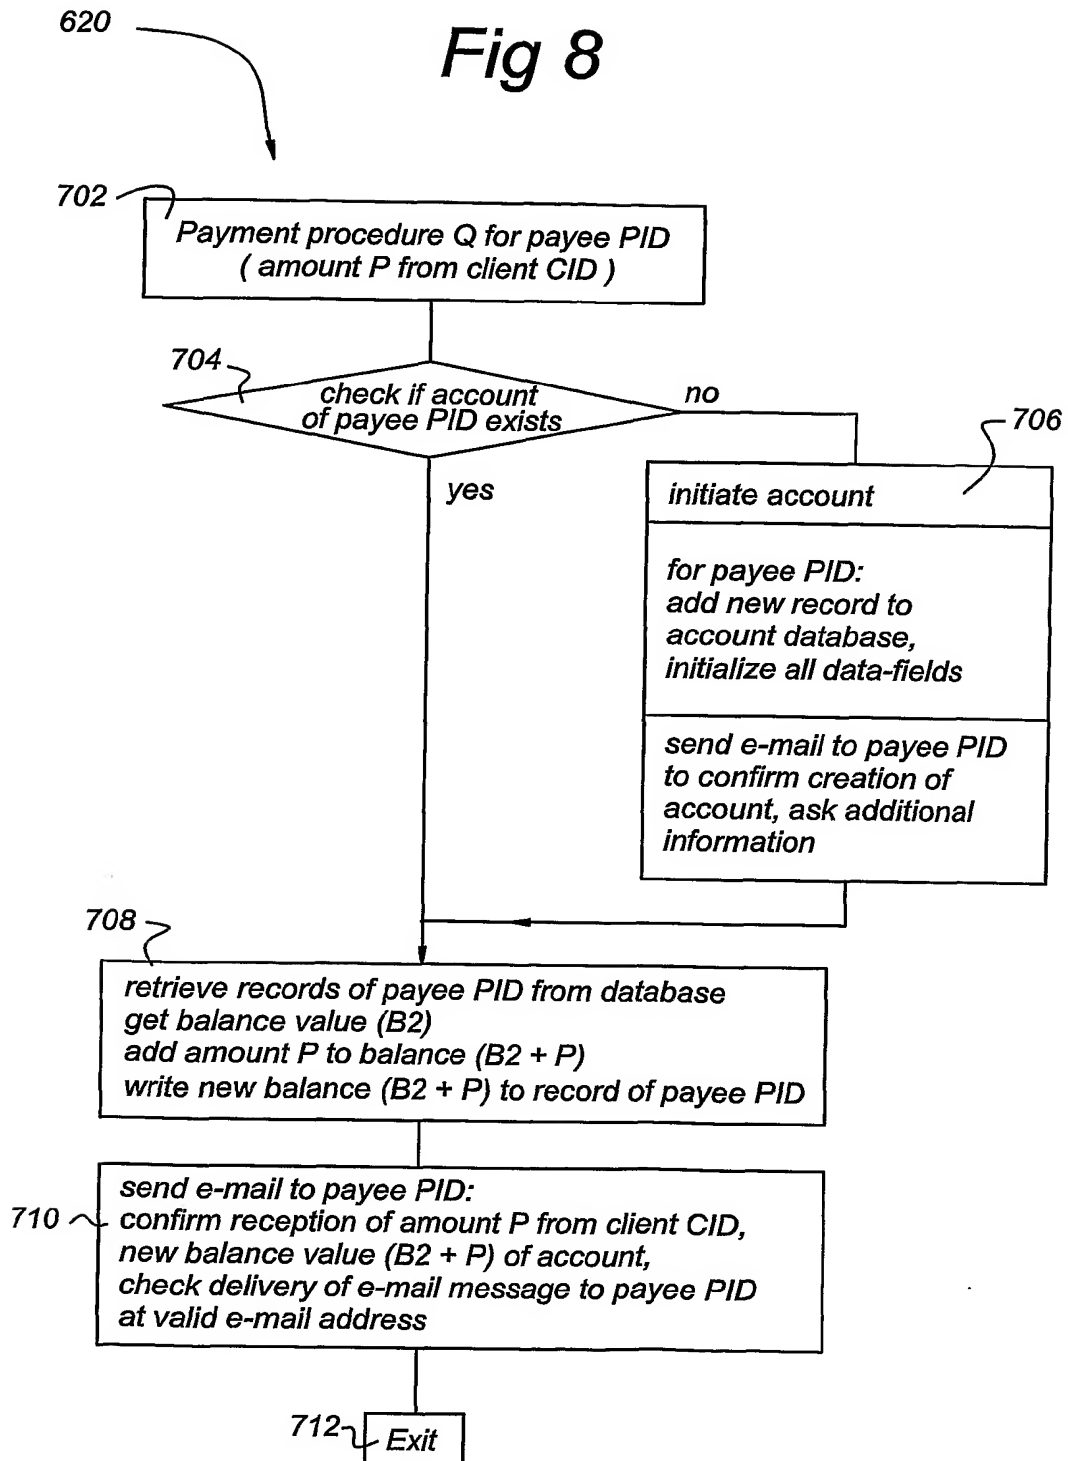 620
Fig 8
702
Payment procedure Q for payee PID
( amount P from client CID )
704
check if account
of payee PID exists
no
706
yes
initiate account
for payee PID:
add new record to
account database,
initialize all data-fields
send e-mail to payee PID
to confirm creation of
account, ask additional
information
708
retrieve records of payee PID from database
get balance value (B2)
add amount P to balance (B2 + P)
write new balance (B2 + P) to record of payee PID
710
send e-mail to payee PID:
confirm reception of amount P from client CID,
new balance value (B2 + P) of account,
check delivery of e-mail message to payee PID
at valid e-mail address
712
Exit